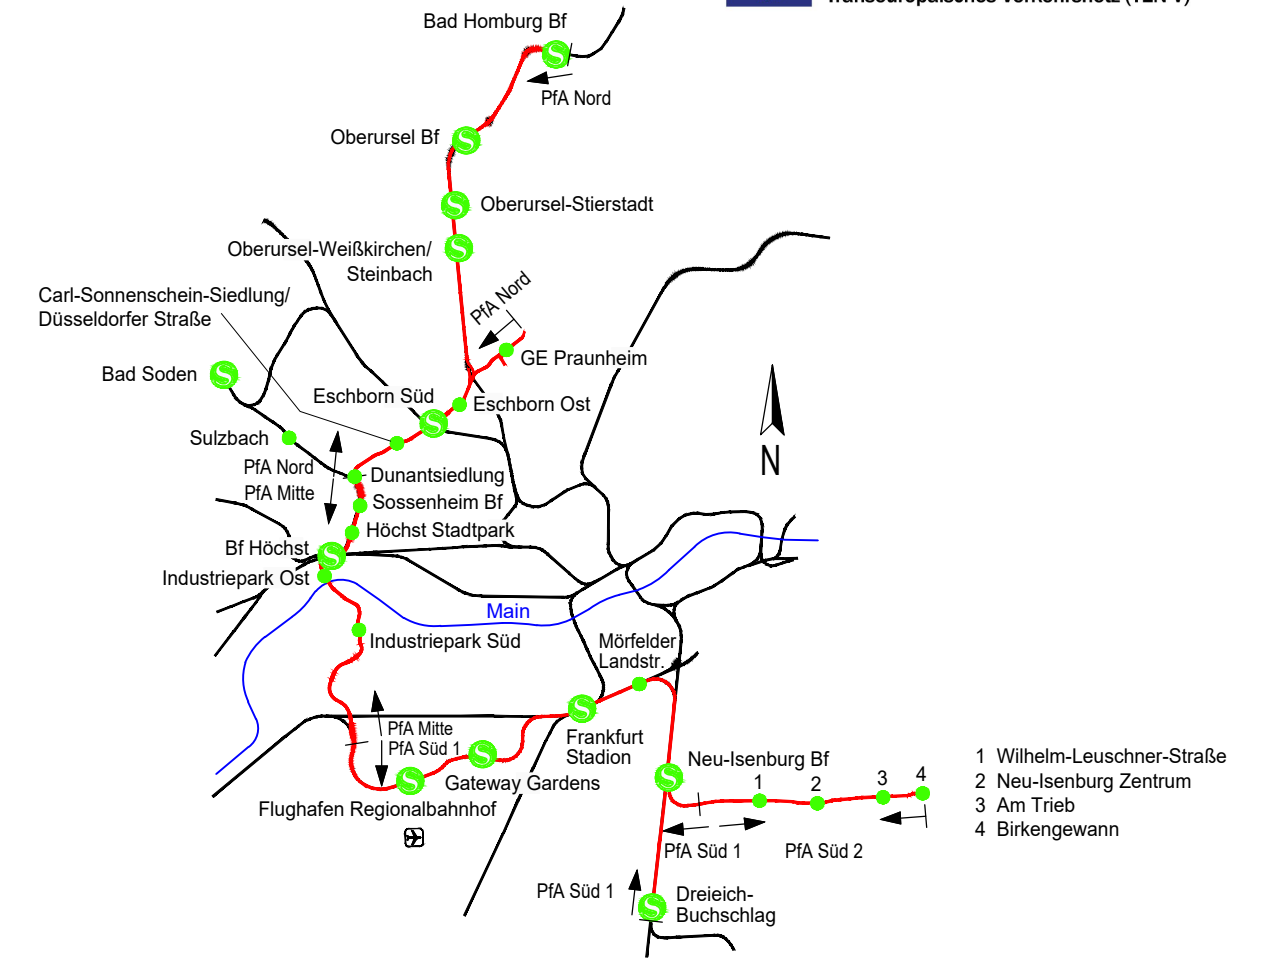 Transeuropäisches Verkehrsnetz (TEN-V)
Bad Homburg Bf
PfA Nord
Oberursel Bf
Oberursel-Stierstadt
Oberursel-Weißkirchen/
Steinbach
PfA Nord
Carl-Sonnenschein-Siedlung/
Düsseldorfer Straße
GE Praunheim
Bad Soden
Eschborn Süd
Eschborn Ost
Sulzbach
PfA Nord
PfA Mitte
Dunantsiedlung
Sossenheim Bf
Höchst Stadtpark
N
Bf Höchst
Industriepark Ost
Main
Industriepark Süd
Mörfelder
Landstr.
PfA Mitte
PfA Süd 1
Frankfurt
Stadion
Gateway Gardens
Flughafen Regionalbahnhof
Neu-Isenburg Bf
1 2 3 4
1 Wilhelm-Leuschner-Straße
2 Neu-Isenburg Zentrum
3 Am Trieb
4 Birkengewann
PfA Süd 1
PfA Süd 2
PfA Süd 1
Dreieich-
Buchschlag